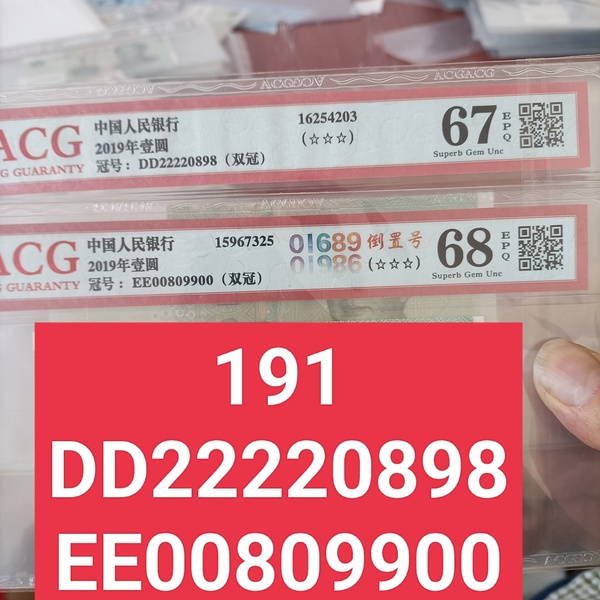 ACGACG
ACGACG
ACG
GUARANTY
中国人民银行
2019年壹圆
冠号：DD22220898（双冠）
16254203
(☆☆☆)
67
EPQ
Superb Gem Unc
ACG
GUARANTY
中国人民银行
2019年壹圆
冠号：EE00809900（双冠）
15967325
01689 倒置号
01986 (☆☆☆)
68
EPQ
Superb Gem Unc
191
DD22220898
EE00809900